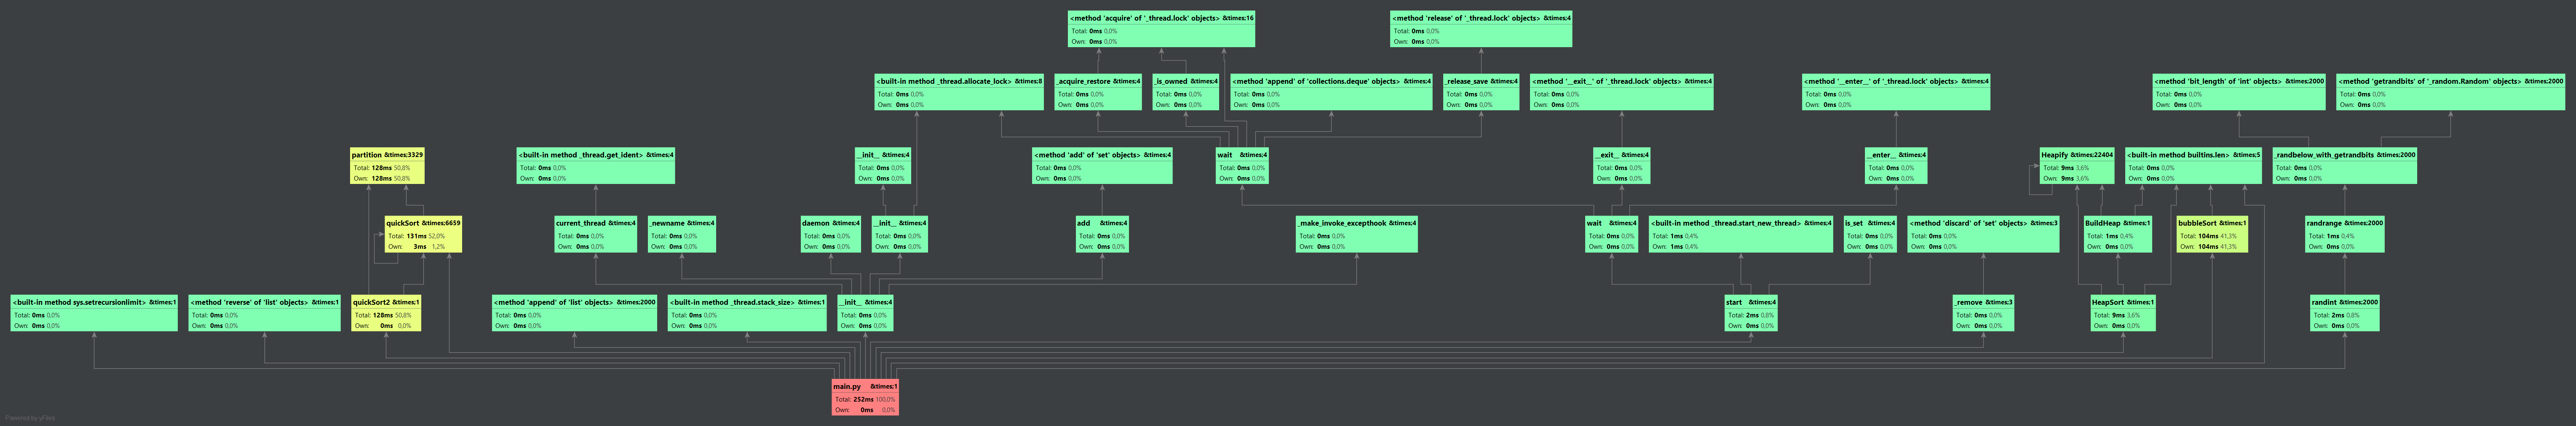 <method 'acquire' of '_thread.lock' objects> &times;16
Total: 0ms 0,0%
Own: 0ms 0,0%
<method 'release' of '_thread.lock' objects> &times;4
Total: 0ms 0,0%
Own: 0ms 0,0%
<built-in method _thread.allocate_lock> &times;8
Total: 0ms 0,0%
Own: 0ms 0,0%
_acquire_restore &times;4
Total: 0ms 0,0%
Own: 0ms 0,0%
_is_owned &times;4
Total: 0ms 0,0%
Own: 0ms 0,0%
<method 'append' of 'collections.deque' objects> &times;4
Total: 0ms 0,0%
Own: 0ms 0,0%
_release_save &times;4
Total: 0ms 0,0%
Own: 0ms 0,0%
<method '__exit__' of '_thread.lock' objects> &times;4
Total: 0ms 0,0%
Own: 0ms 0,0%
<method '__enter__' of '_thread.lock' objects> &times;4
Total: 0ms 0,0%
Own: 0ms 0,0%
<method 'bit_length' of 'int' objects> &times;2000
Total: 0ms 0,0%
Own: 0ms 0,0%
<method 'getrandbits' of '_random.Random' objects> &times;2000
Total: 0ms 0,0%
Own: 0ms 0,0%
partition &times;3329
Total: 128ms 50,8%
Own: 128ms 50,8%
<built-in method _thread.get_ident> &times;4
Total: 0ms 0,0%
Own: 0ms 0,0%
__init__ &times;4
Total: 0ms 0,0%
Own: 0ms 0,0%
<method 'add' of 'set' objects> &times;4
Total: 0ms 0,0%
Own: 0ms 0,0%
wait &times;4
Total: 0ms 0,0%
Own: 0ms 0,0%
__exit__ &times;4
Total: 0ms 0,0%
Own: 0ms 0,0%
__enter__ &times;4
Total: 0ms 0,0%
Own: 0ms 0,0%
Heapify &times;22404
Total: 9ms 3,6%
Own: 9ms 3,6%
<built-in method builtins.len> &times;5
Total: 0ms 0,0%
Own: 0ms 0,0%
_randbelow_with_getrandbits &times;2000
Total: 0ms 0,0%
Own: 0ms 0,0%
quickSort &times;6659
Total: 131ms 52,0%
Own: 3ms 1,2%
current_thread &times;4
Total: 0ms 0,0%
Own: 0ms 0,0%
_newname &times;4
Total: 0ms 0,0%
Own: 0ms 0,0%
daemon &times;4
Total: 0ms 0,0%
Own: 0ms 0,0%
__init__ &times;4
Total: 0ms 0,0%
Own: 0ms 0,0%
add &times;4
Total: 0ms 0,0%
Own: 0ms 0,0%
_make_invoke_excepthook &times;4
Total: 0ms 0,0%
Own: 0ms 0,0%
wait &times;4
Total: 0ms 0,0%
Own: 0ms 0,0%
<built-in method _thread.start_new_thread> &times;4
Total: 1ms 0,4%
Own: 1ms 0,4%
is_set &times;4
Total: 0ms 0,0%
Own: 0ms 0,0%
<method 'discard' of 'set' objects> &times;3
Total: 0ms 0,0%
Own: 0ms 0,0%
BuildHeap &times;1
Total: 1ms 0,4%
Own: 0ms 0,0%
bubbleSort &times;1
Total: 104ms 41,3%
Own: 104ms 41,3%
randrange &times;2000
Total: 1ms 0,4%
Own: 0ms 0,0%
<built-in method sys.setrecursionlimit> &times;1
Total: 0ms 0,0%
Own: 0ms 0,0%
<method 'reverse' of 'list' objects> &times;1
Total: 0ms 0,0%
Own: 0ms 0,0%
quickSort2 &times;1
Total: 128ms 50,8%
Own: 0ms 0,0%
<method 'append' of 'list' objects> &times;2000
Total: 0ms 0,0%
Own: 0ms 0,0%
<built-in method _thread.stack_size> &times;1
Total: 0ms 0,0%
Own: 0ms 0,0%
__init__ &times;4
Total: 0ms 0,0%
Own: 0ms 0,0%
start &times;4
Total: 2ms 0,8%
Own: 0ms 0,0%
_remove &times;3
Total: 0ms 0,0%
Own: 0ms 0,0%
HeapSort &times;1
Total: 9ms 3,6%
Own: 0ms 0,0%
randint &times;2000
Total: 2ms 0,8%
Own: 0ms 0,0%
main.py &times;1
Total: 252ms 100,0%
Own: 0ms 0,0%
Powered by yFiles